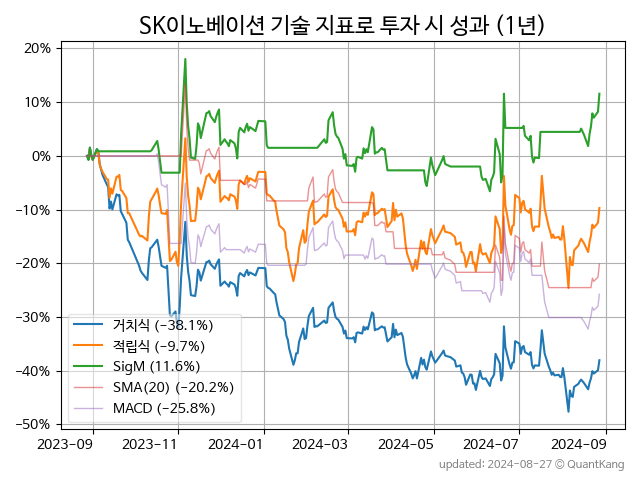 SK이노베이션 기술 지표로 투자 시 성과 (1년)
20%
10%
0%
−10%
−20%
−30%
−40%
−50%
거치식 (−38.1%)
적립식 (−9.7%)
SigM (11.6%)
SMA(20) (−20.2%)
MACD (−25.8%)
2023-09
2023-11
2024-01
2024-03
2024-05
2024-07
2024-09
updated: 2024-08-27 ⓒ QuantKang